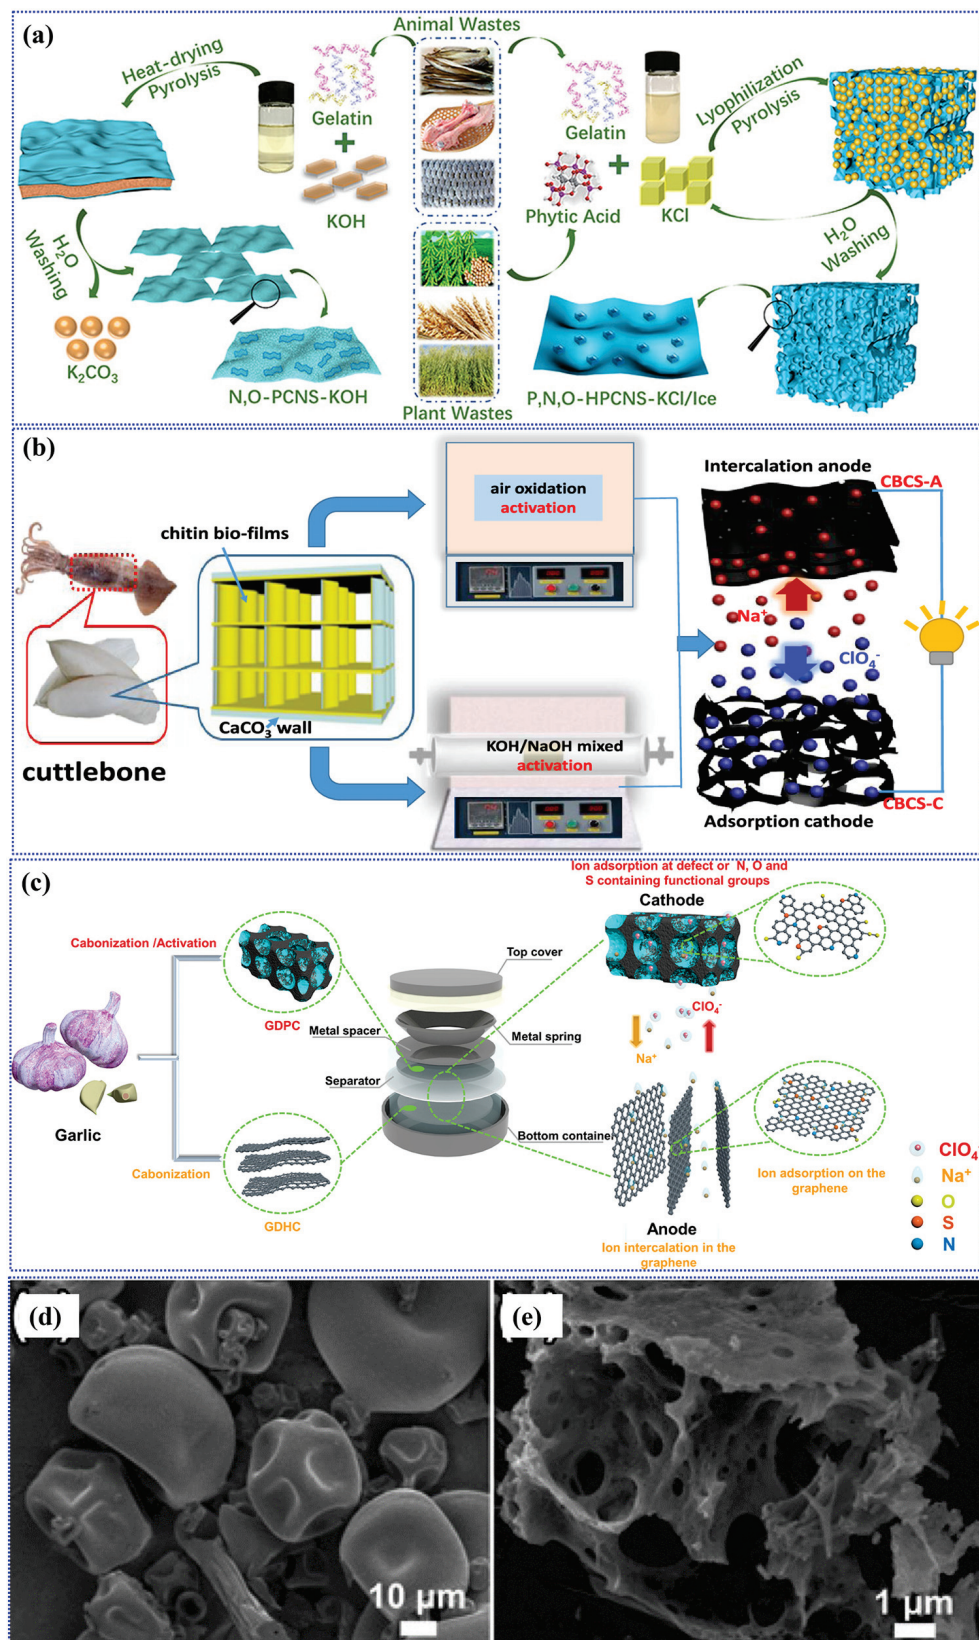 (a)
Animal Wastes
Heat-drying
Pyrolysis
Gelatin
+
KOH
H2O
Washing
K2CO3
N,O-PCNS-KOH
Gelatin
+
Phytic Acid
KCl
Lyophilization
Pyrolysis
H2O
Washing
P,N,O-HPCNS-KCl/Ice
Plant Wastes
(b)
chitin bio-films
CaCO3 wall
cuttlebone
air oxidation
activation
KOH/NaOH mixed
activation
Intercalation anode
CBCS-A
Na+
ClO4-
CBCS-C
Adsorption cathode
(c)
Cabonization /Activation
GDPC
Garlic
Cabonization
GDHC
Top cover
Metal spacer
Metal spring
Separator
Bottom container
Ion adsorption at defect or N, O and
S containing functional groups
Cathode
ClO4-
Na+
Anode
Ion intercalation in the
graphene
Ion adsorption on the
graphene
ClO4-
Na+
O
S
N
(d)
10 μm
(e)
1 μm